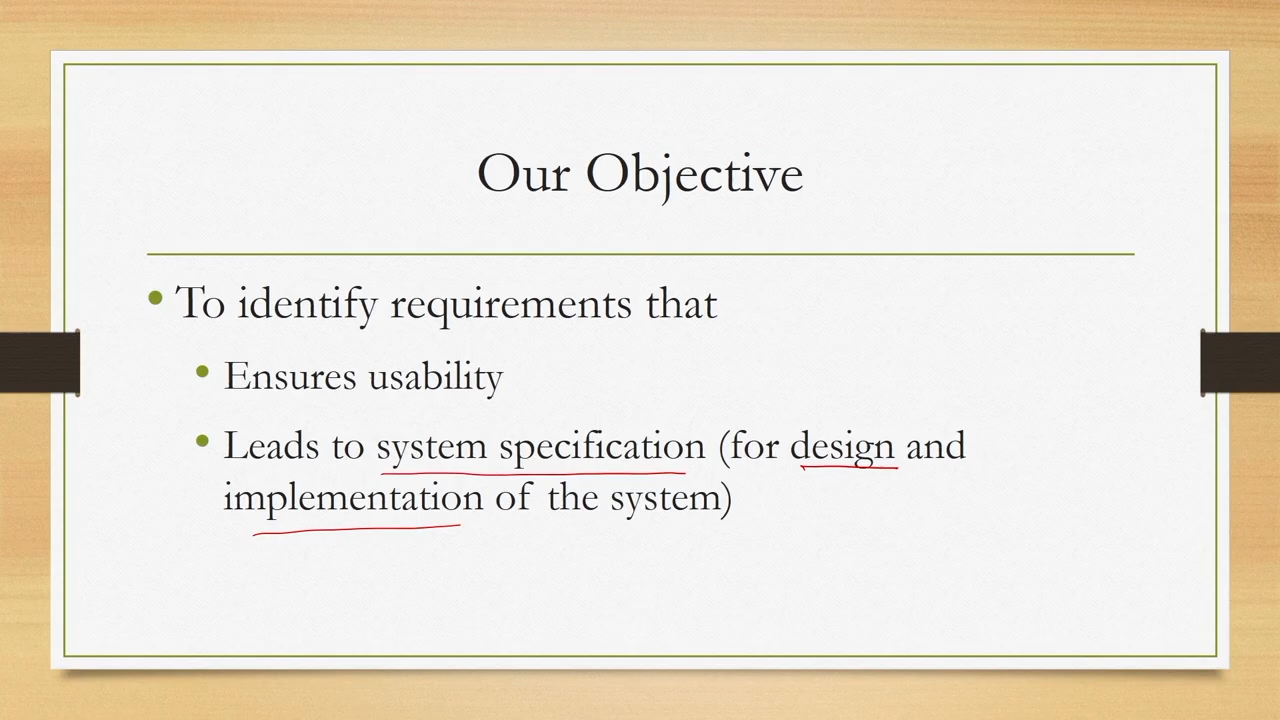 Our Objective
• To identify requirements that
• Ensures usability
• Leads to system specification (for design and
implementation of the system)